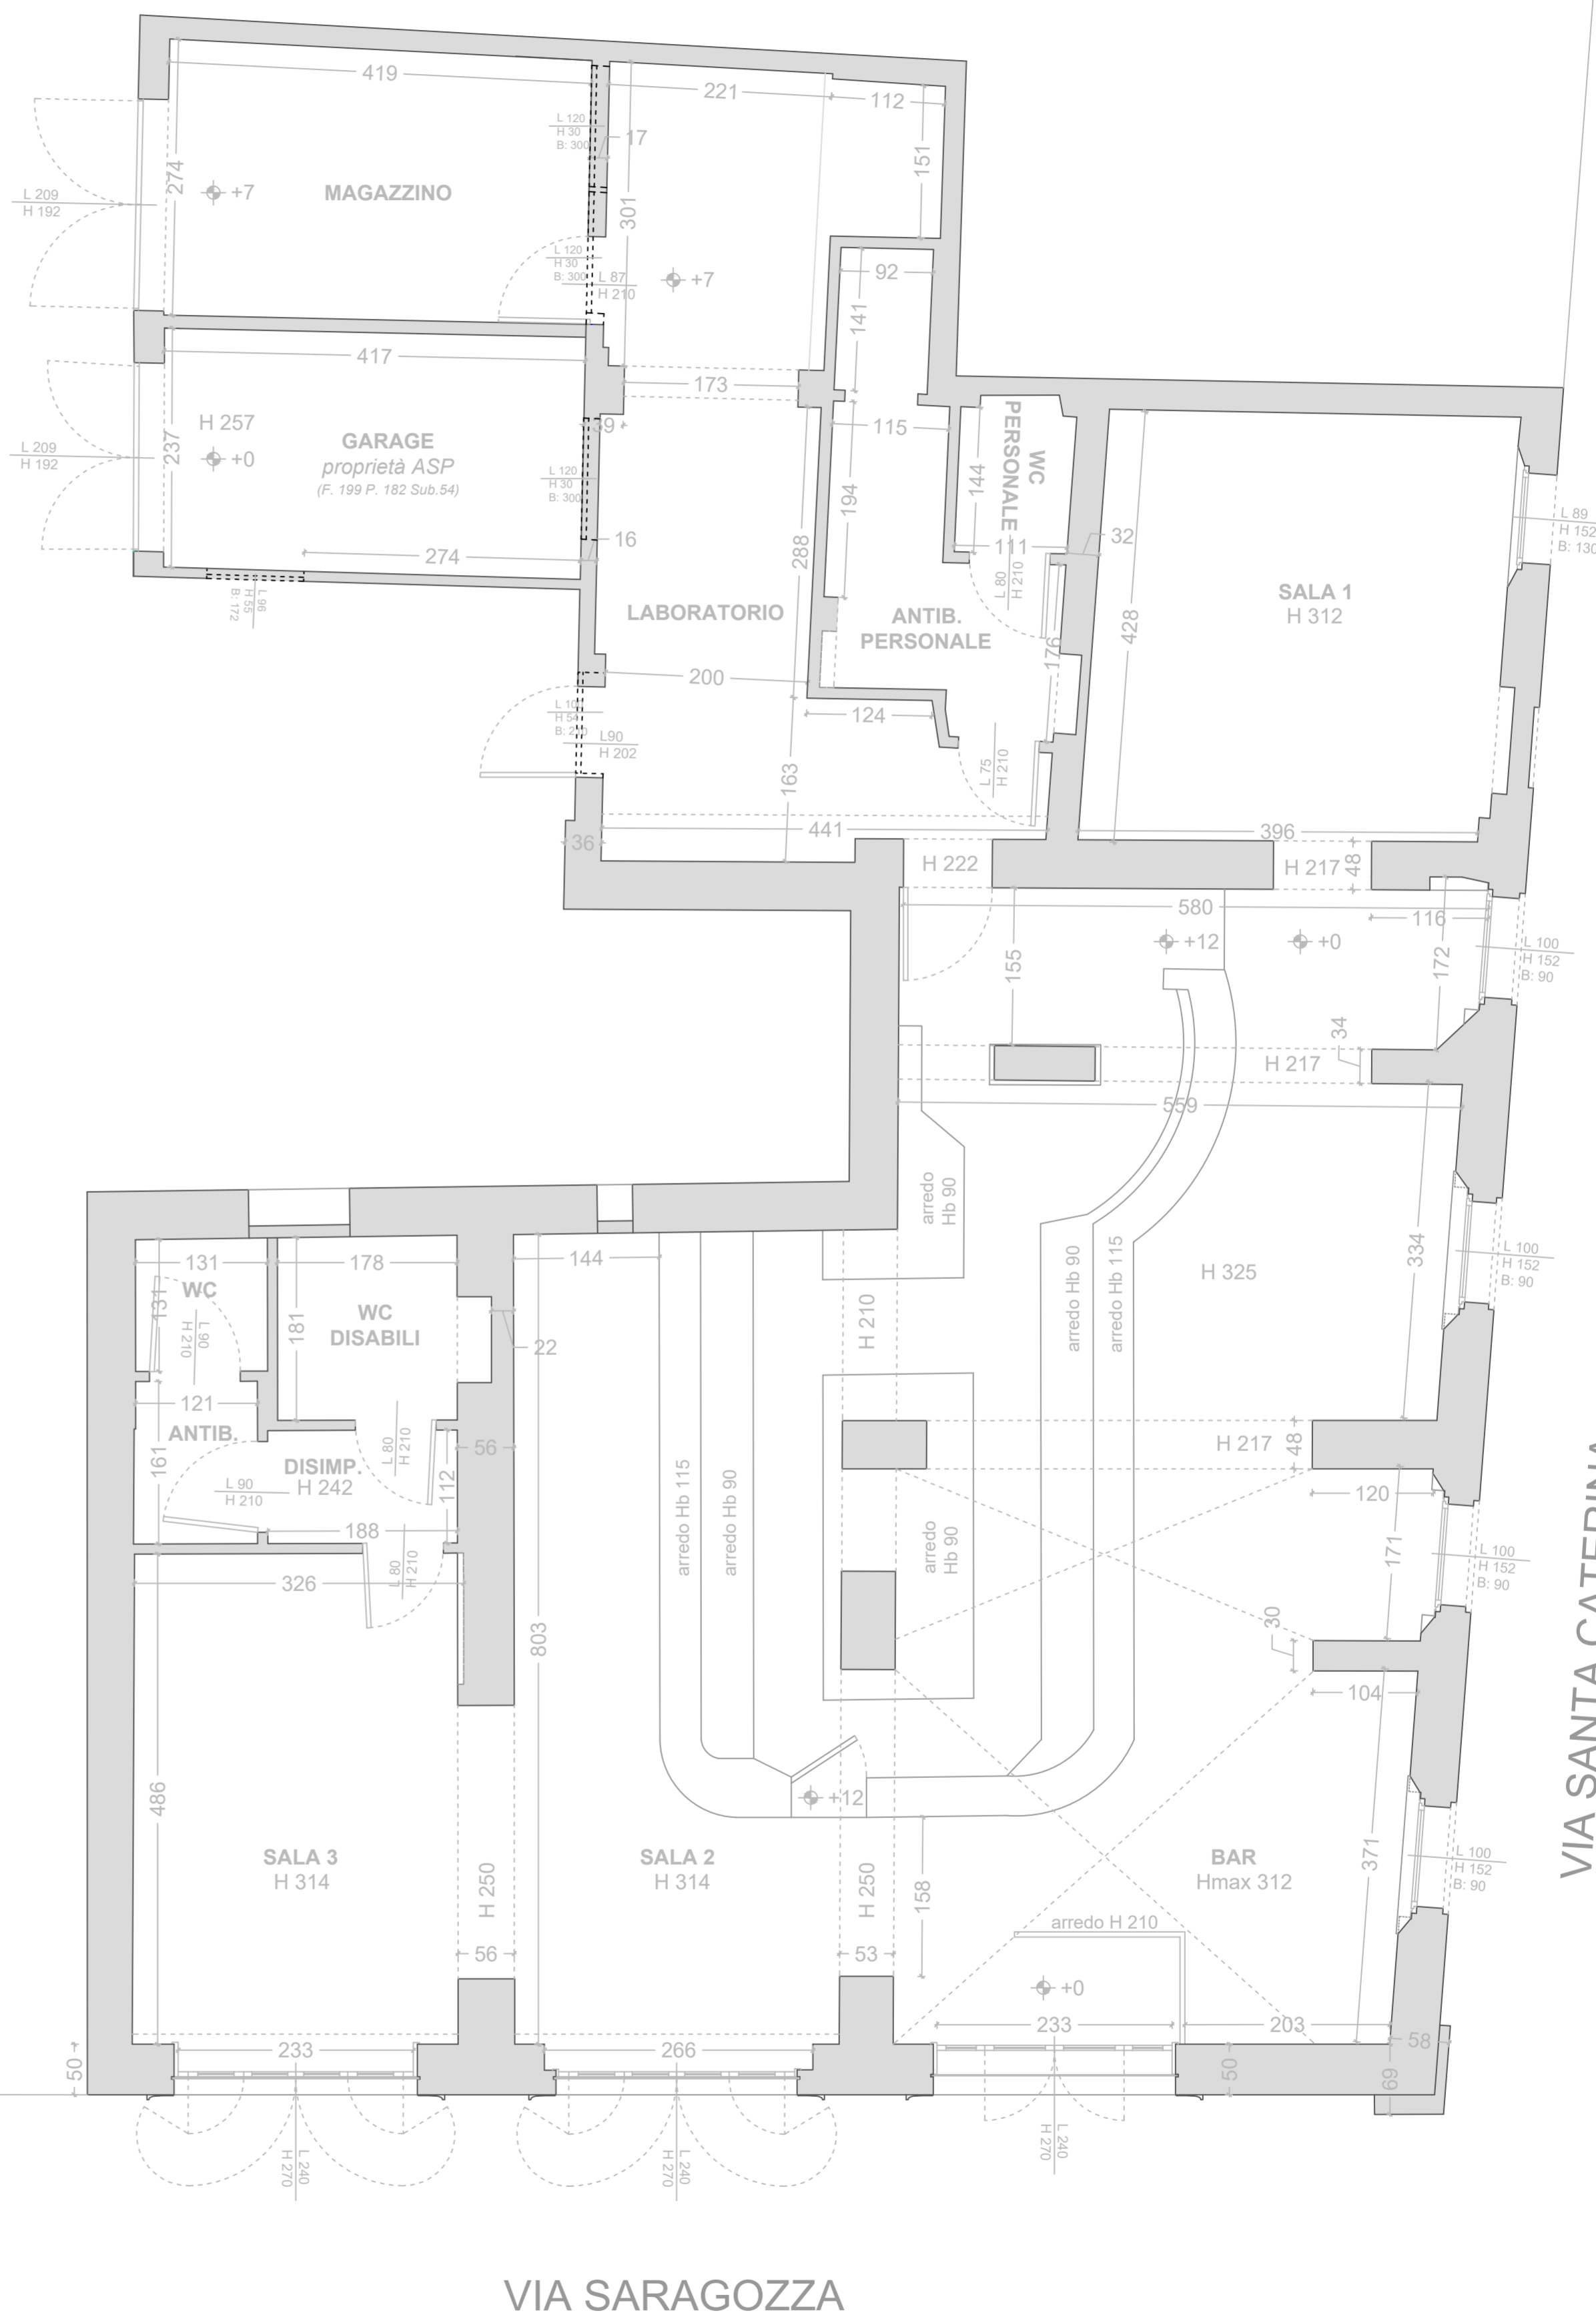 419
221
112
L 120
H 30
B: 300
17
151
274
+7
MAGAZZINO
L 209
H 192
301
L 120
H 30
B: 300
L 87
H 210
+7
92
141
417
173
H 257
GARAGE
proprietà ASP
(F. 199 P. 182 Sub.54)
+0
237
L 209
H 192
39
L 120
H 30
B: 300
115
PERSONALE
WC
144
194
274
16
288
111
32
L 89
H 152
B: 130
L 96
H 55
B: 172
L 80
H 210
SALA 1
H 312
LABORATORIO
ANTIB.
PERSONALE
428
176
200
124
H 54
L90
H 202
L 75
H 210
163
36
441
396
H 222
H 217
48
580
116
155
+12
+0
172
L 100
H 152
B: 90
34
H 217
559
arredo
Hb 90
334
131
178
144
WC
131
L 90
H 210
181
WC
DISABILI
22
H 210
arredo Hb 90
arredo Hb 115
H 325
L 100
H 152
B: 90
121
ANTIB.
161
DISIMP.
H 242
L 80
H 210
56
112
L 90
H 210
188
H 217
48
120
arredo Hb 115
arredo Hb 90
arredo
Hb 90
171
L 100
H 152
B: 90
326
L 80
H 210
803
30
104
VIA SANTA CATERINA
486
+12
SALA 3
H 314
H 250
SALA 2
H 314
H 250
158
BAR
Hmax 312
371
L 100
H 152
B: 90
arredo H 210
56
53
+0
50
233
266
233
203
58
50
69
L 240
H 270
L 240
H 270
L 240
H 270
VIA SARAGOZZA